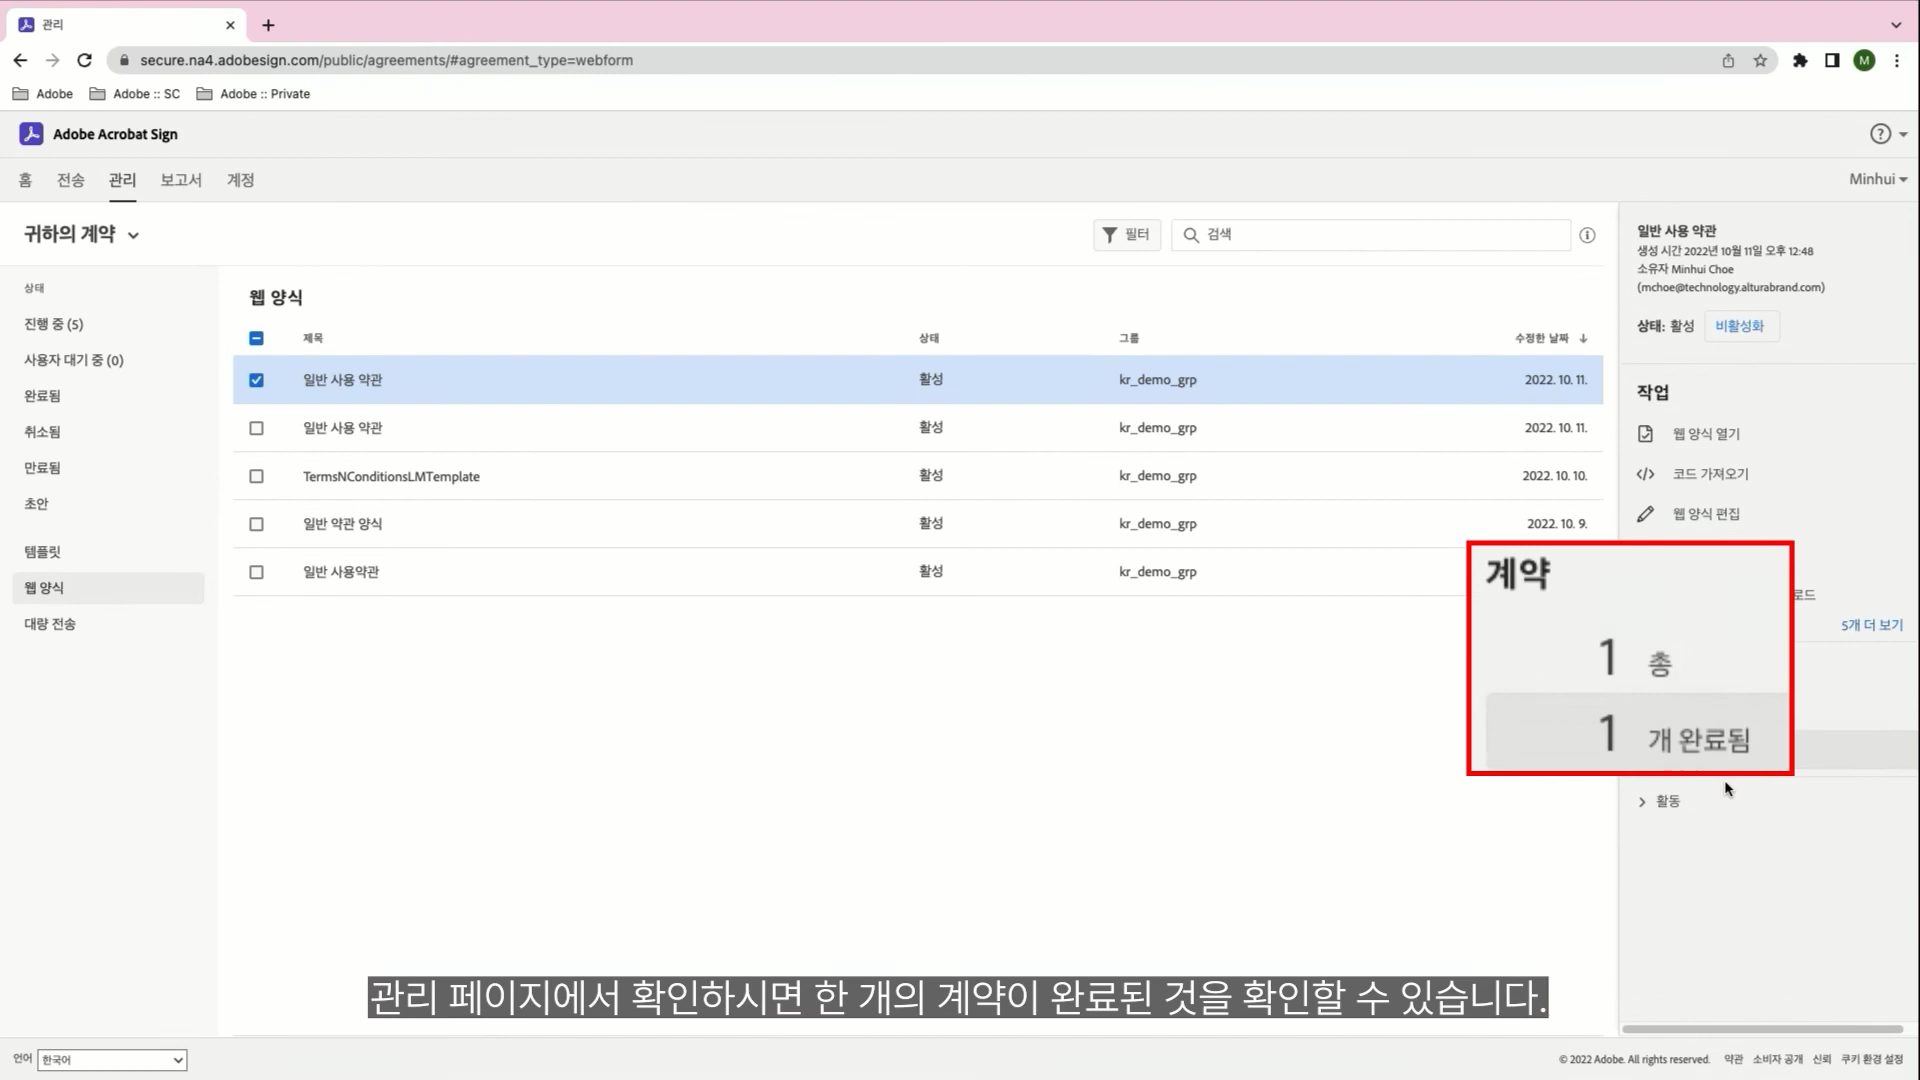 관리
secure.na4.adobesign.com/public/agreements/#agreement_type=webform
M
Adobe
Adobe :: SC
Adobe :: Private
Adobe Acrobat Sign
홈 전송 관리 보고서 계정
Minhui
귀하의 계약
필터
검색
상태
진행 중 (5)
사용자 대기 중 (0)
완료됨
취소됨
만료됨
초안
템플릿
웹 양식
대량 전송
웹 양식
제목 상태 그룹 수정한 날짜
일반 사용 약관 활성 kr_demo_grp 2022. 10. 11.
일반 사용 약관 활성 kr_demo_grp 2022. 10. 11.
TermsNConditionsLMTemplate 활성 kr_demo_grp 2022. 10. 10.
일반 약관 양식 활성 kr_demo_grp 2022. 10. 9.
일반 사용약관 활성 kr_demo_grp
일반 사용 약관
생성 시간 2022년 10월 11일 오후 12:48
소유자 Minhui Choe
(mchoe@technology.alturabrand.com)
상태: 활성 비활성화
작업
웹 양식 열기
코드 가져오기
웹 양식 편집
로드
5개 더 보기
계약
1 총
1 개 완료됨
활동
관리 페이지에서 확인하시면 한 개의 계약이 완료된 것을 확인할 수 있습니다.
언어 한국어
© 2022 Adobe. All rights reserved. 약관 소비자 공개 신뢰 쿠키 환경 설정